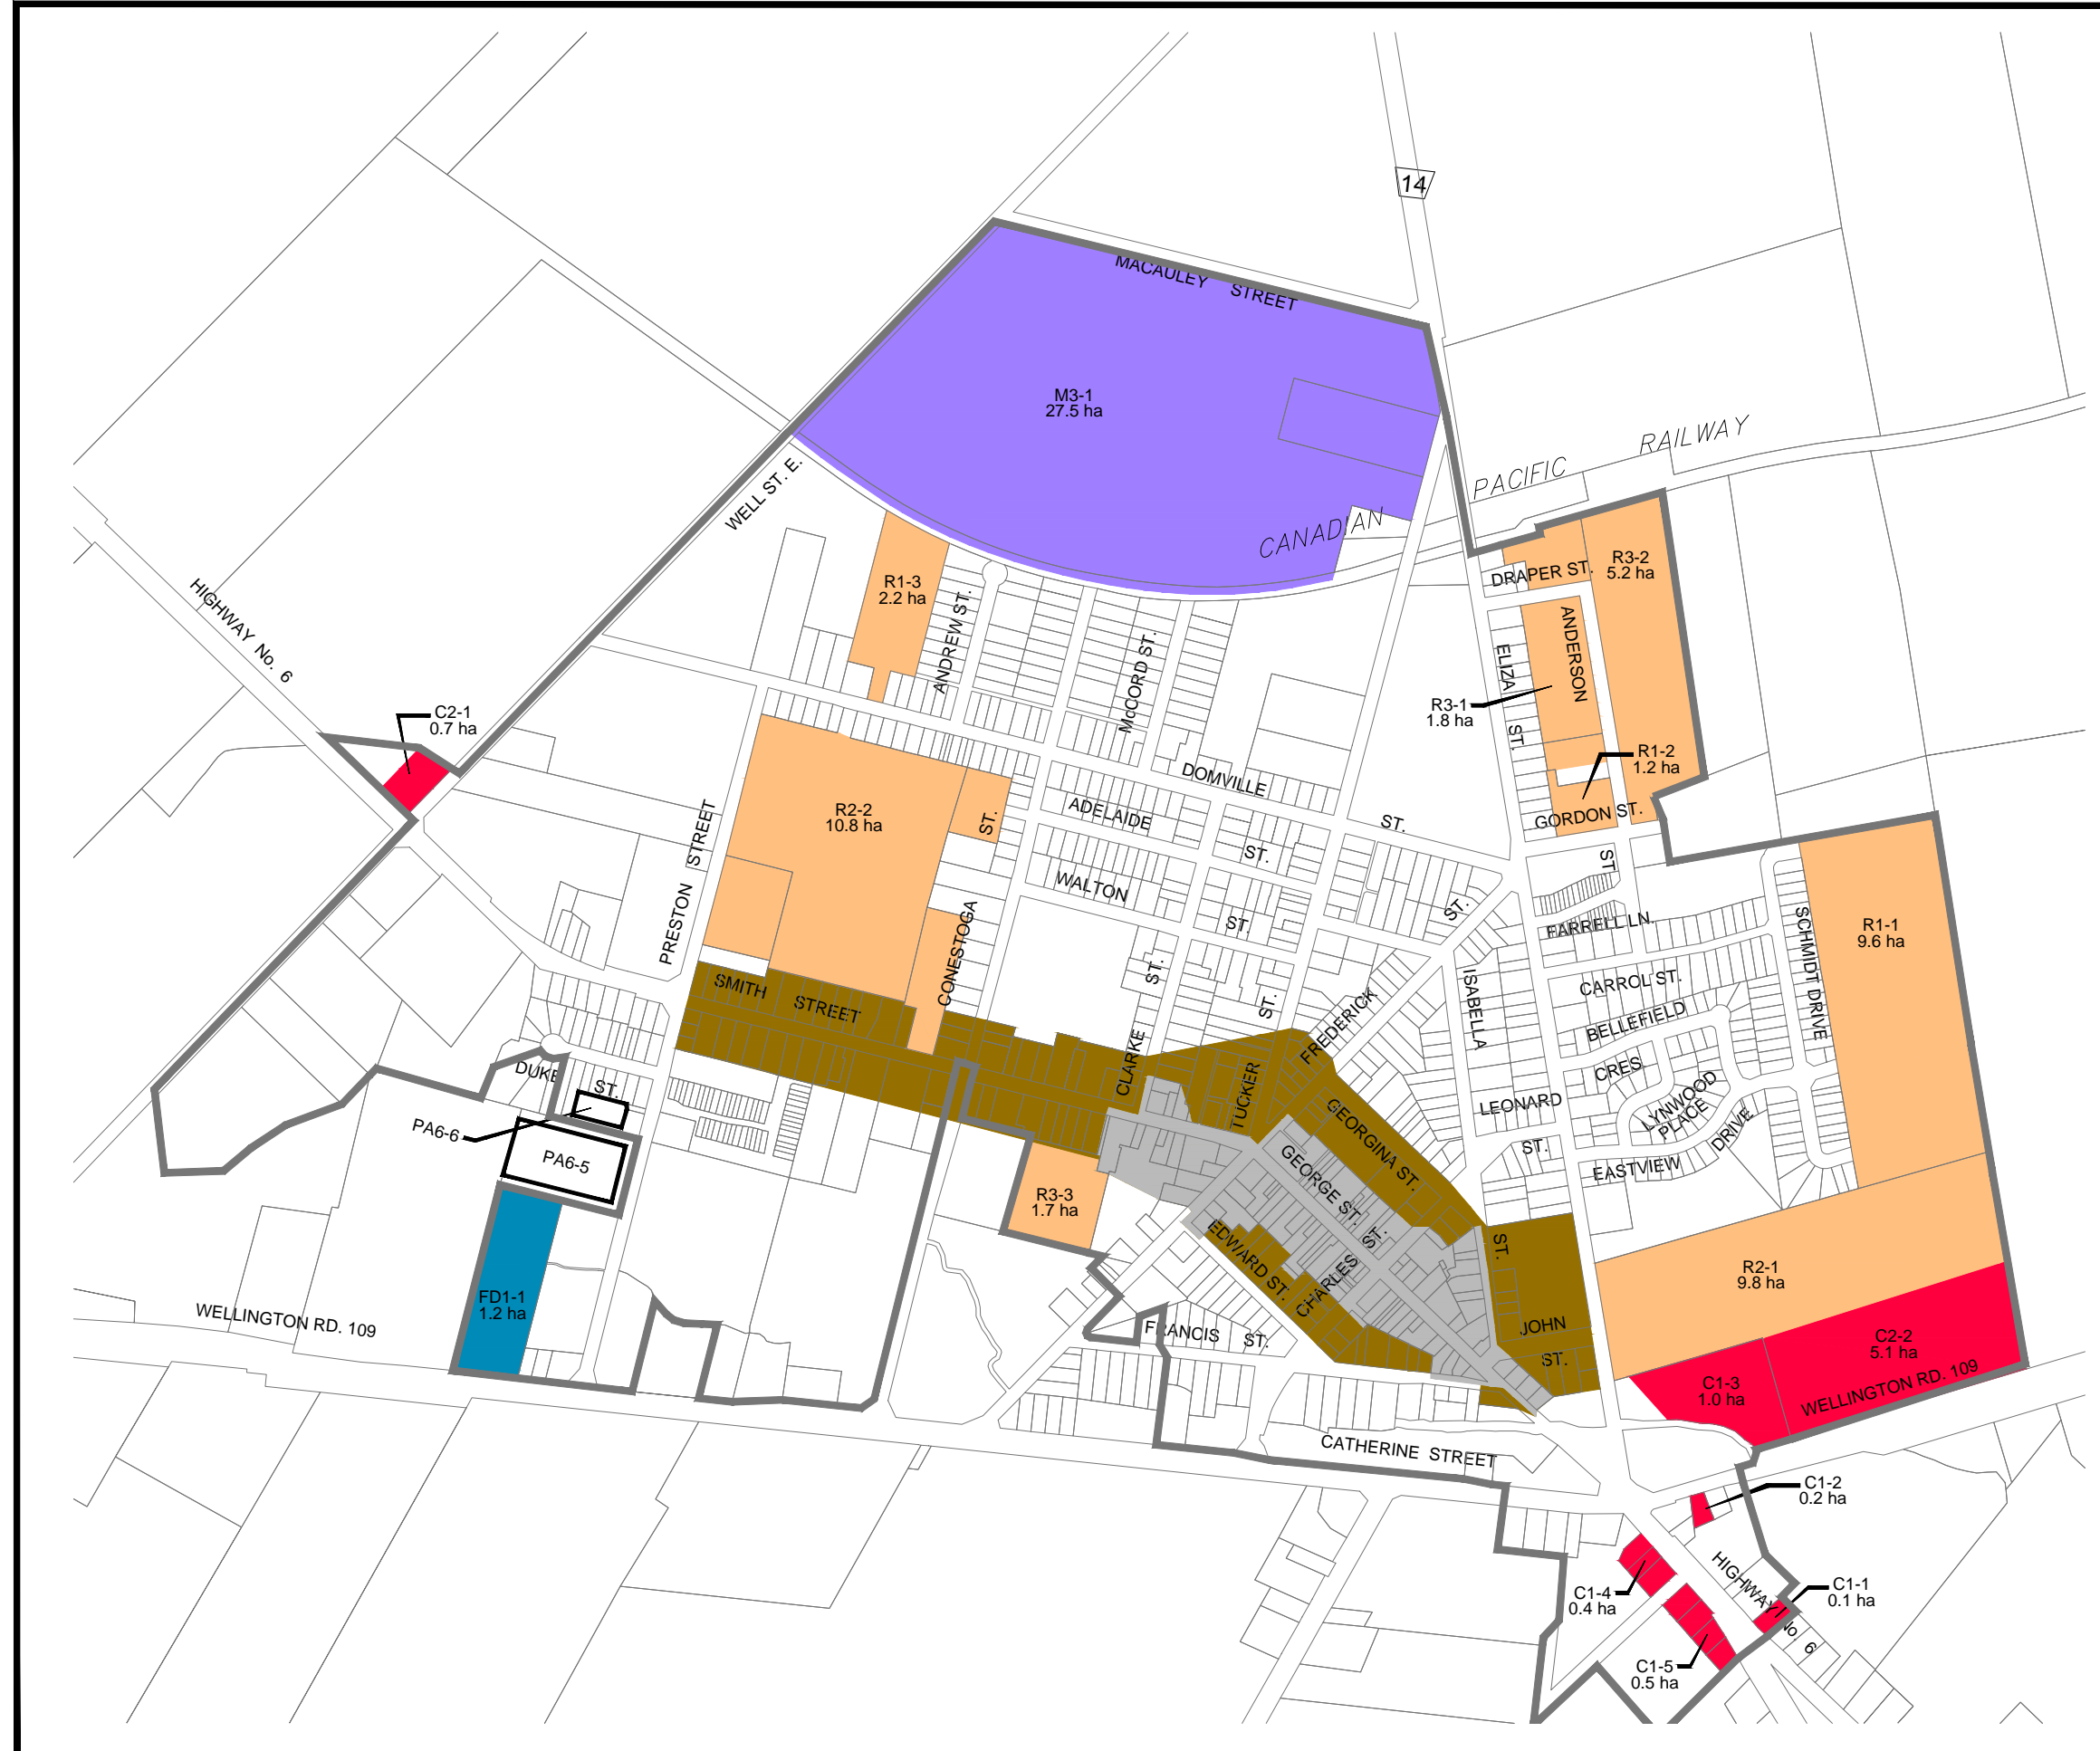 14
MACAULEY STREET
M3-1
27.5 ha
CANADIAN PACIFIC RAILWAY
WELL ST. E.
HIGHWAY No. 6
R1-3
2.2 ha
R3-2
5.2 ha
DRAPER ST.
ANDREW ST.
McCORD ST.
ELIZA ST.
ANDERSON ST
R3-1
1.8 ha
C2-1
0.7 ha
R1-2
1.2 ha
GORDON ST.
DOMVILLE ST.
ADELAIDE ST.
R2-2
10.8 ha
PRESTON STREET
WALTON ST.
CONESTOGA ST.
FARRELL LN.
SCHMIDT DRIVE
R1-1
9.6 ha
SMITH STREET
CLARKE ST.
TUCKER ST.
FREDERICK ST.
ISABELLA ST.
CARROL ST.
BELLEFIELD CRES
LYNWOOD PLACE
LEONARD ST.
EASTVIEW DRIVE
DUKE ST.
PA6-6
PA6-5
GEORGINA ST.
GEORGE ST.
R3-3
1.7 ha
EDWARD ST.
CHARLES ST.
R2-1
9.8 ha
FD1-1
1.2 ha
WELLINGTON RD. 109
FRANCIS ST.
JOHN ST.
C2-2
5.1 ha
C1-3
1.0 ha
WELLINGTON RD. 109
CATHERINE STREET
C1-2
0.2 ha
HIGHWAY No 6
C1-1
0.1 ha
C1-4
0.4 ha
C1-5
0.5 ha